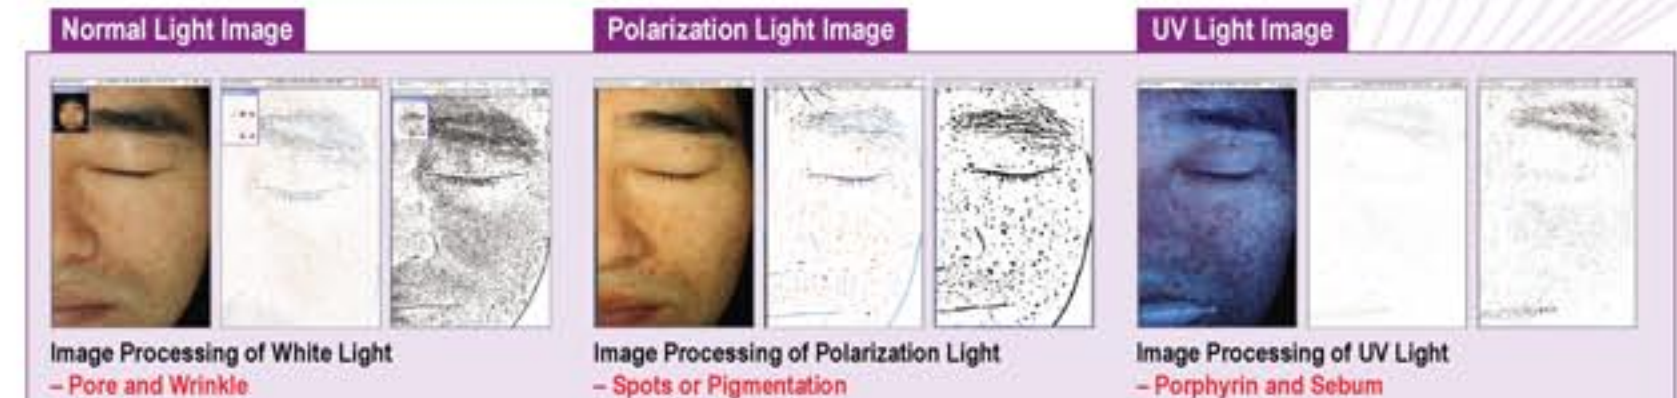 Normal Light Image
Polarization Light Image
UV Light Image
Image Processing of White Light
– Pore and Wrinkle
Image Processing of Polarization Light
– Spots or Pigmentation
Image Processing of UV Light
– Porphyrin and Sebum